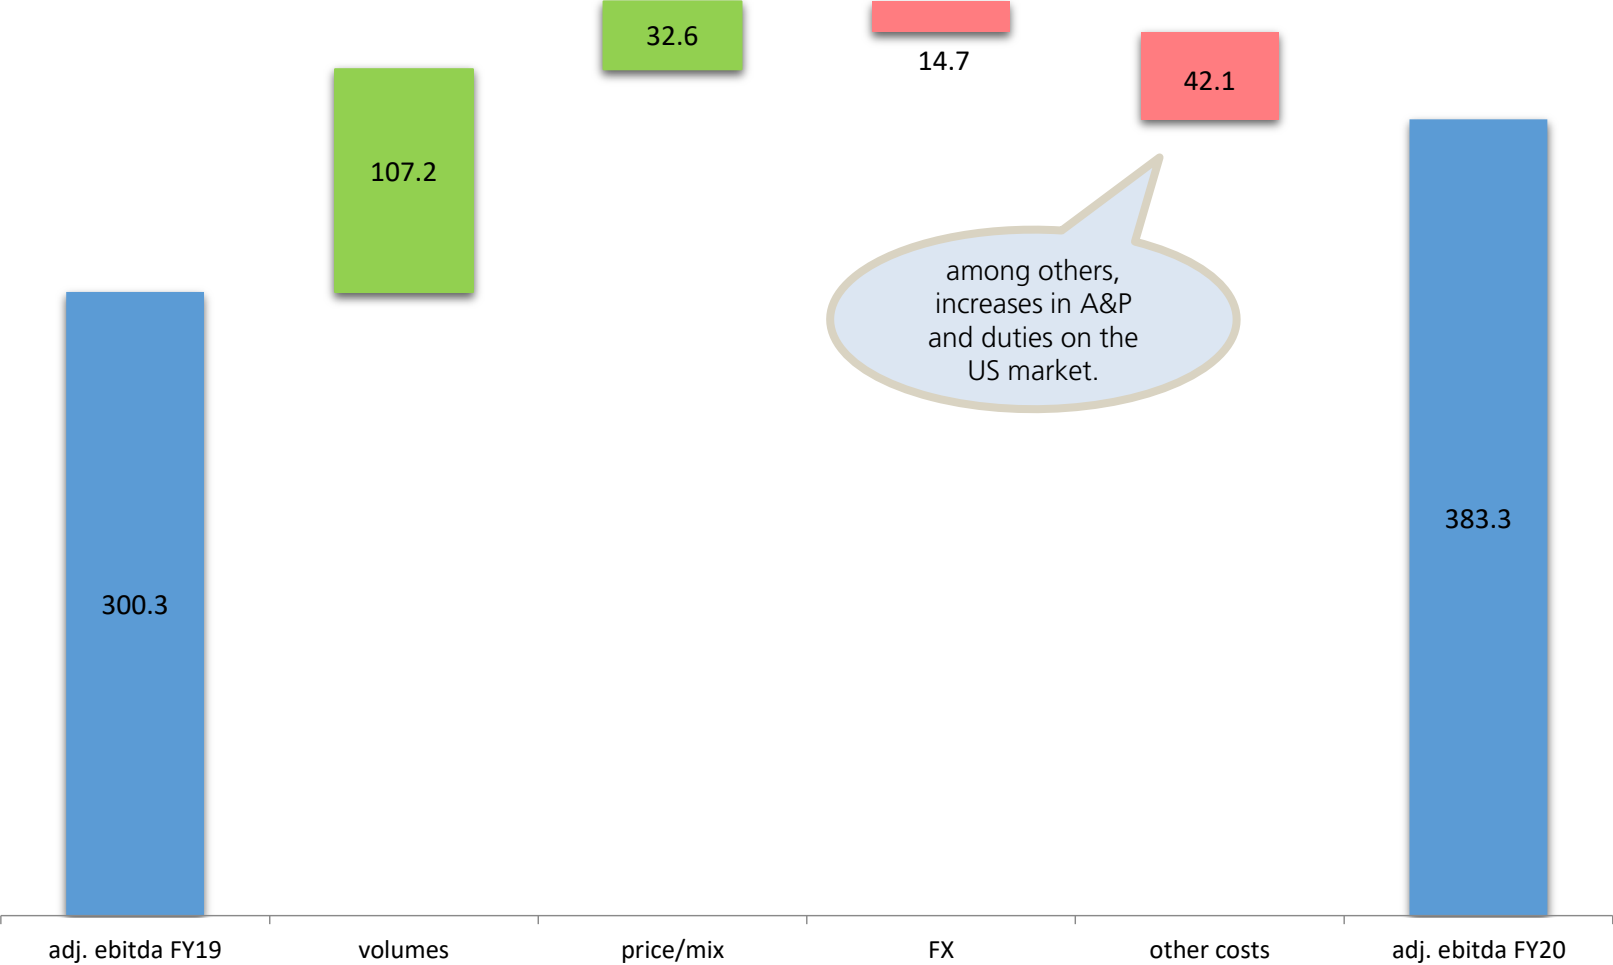 32.6
14.7
42.1
107.2
among others,
increases in A&P
and duties on the
US market.
383.3
300.3
adj. ebitda FY19
volumes
price/mix
FX
other costs
adj. ebitda FY20